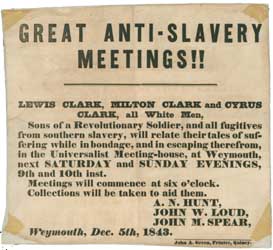 GREAT ANTI-SLAVERY
MEETINGS!!
LEWIS CLARK, MILTON CLARK and CYRUS
CLARK, all White Men,
Sons of a Revolutionary Soldier, and all fugitives
from southern slavery, will relate their tales of suf-
fering while in bondage, and in escaping therefrom,
in the Universalist Meeting-house, at Weymouth,
next SATURDAY and SUNDAY EVENINGS,
9th and 10th inst.
Meetings will commence at six o'clock.
Collections will be taken to aid them.
A. N. HUNT,
JOHN W. LOUD,
JOHN M. SPEAR,
Weymouth, Dec. 5th, 1843.
John A. Green, Printer, Quincy.